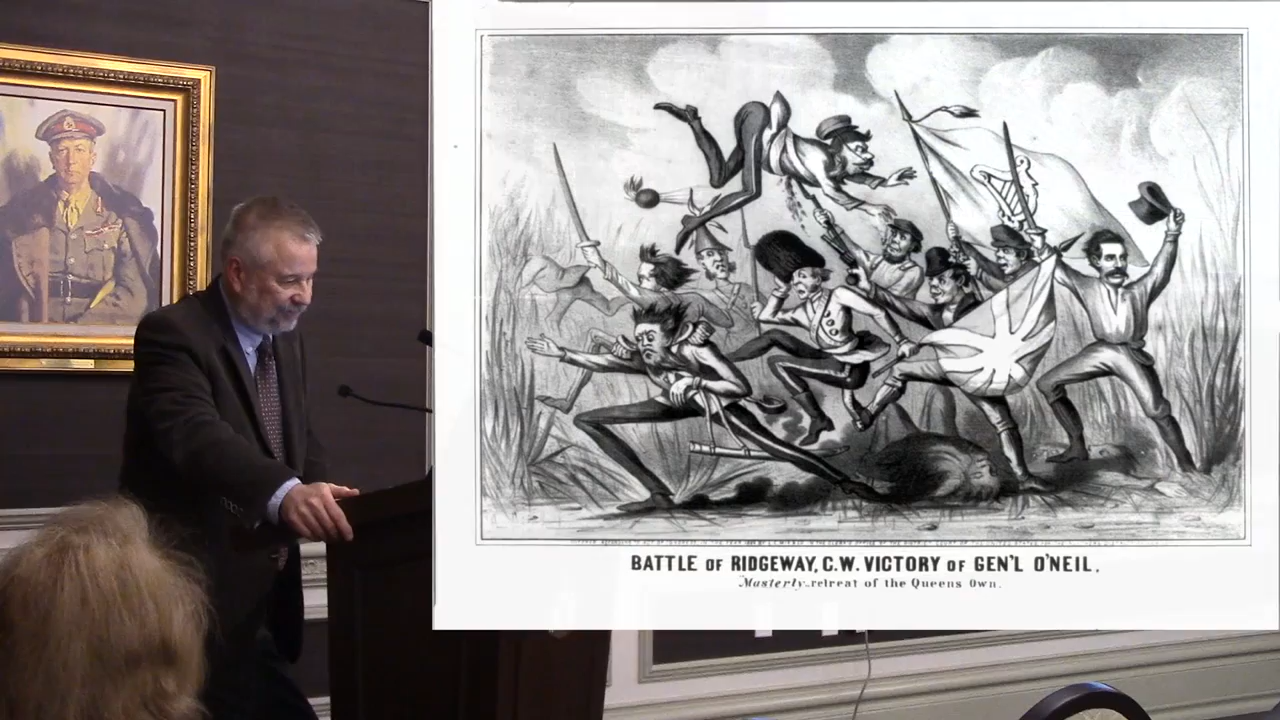 BATTLE OF RIDGEWAY, C.W. VICTORY OF GEN'L O'NEIL.
Masterly retreat of the Queens Own.